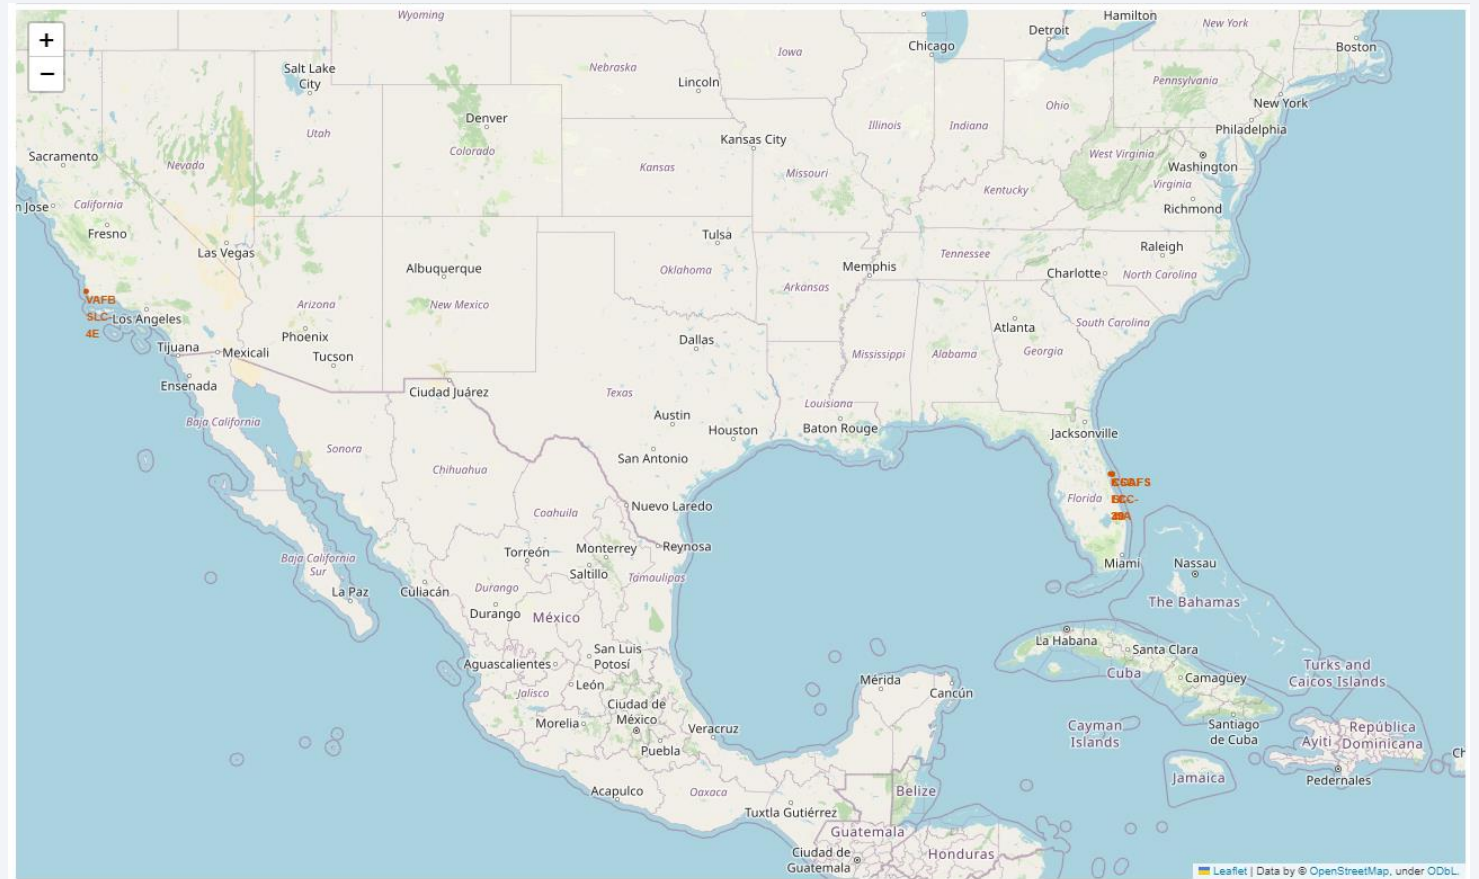 Wyoming
Hamilton
New York
+
Detroit
Chicago
Boston
Iowa
Salt Lake
City
Nebraska
Lincoln
Pennsylvania
−
New York
Ohio
Denver
Illinois
Indiana
Philadelphia
Utah
Kansas City
Colorado
Sacramento
Nevado
Kansas
Missouri
West Virginia
Washington
Virginia
Kentucky
n Jose
California
Richmond
Fresno
Tulsa
Raleigh
Las Vegas
Tennessee
Albuquerque
Oklahoma
Memphis
Charlotte
North Carolina
Arkansas
VAFB
SLC-
4E
Los Angeles
Arizona
New Mexico
South Carolina
Phoenix
Atlanta
Dallas
Tijuana
Mexicali
Tucson
Mississippi
Alabama
Georgia
Ensenada
Ciudad Juárez
Texas
Louisiana
Baja California
Austin
Houston
Baton Rouge
Jacksonville
Sonora
San Antonio
Chihuahua
Florida
Nuevo Laredo
Coahuila
Baja California
Sur
Torreón
Monterrey
Reynosa
Saltillo
Tamaulipas
Miami
Nassau
La Paz
Culiacán
Durango
Durango
México
The Bahamas
La Habana
Santa Clara
San Luis
Potosí
Aguascalientes
Turks and
Caicos Islands
Cuba
Camagüey
Jalisco
León
Mérida
Cancún
Ciudad de
México
Morelia
Veracruz
Cayman
Islands
Santiago
de Cuba
República
Dominicana
Ayiti
Puebla
Ch
Jamaica
Pedernales
Acapulco
Oaxaca
Belize
Tuxtla Gutiérrez
Guatemala
Ciudad de
Guatemala
Honduras
Leaflet | Data by © OpenStreetMap, under ODbL.